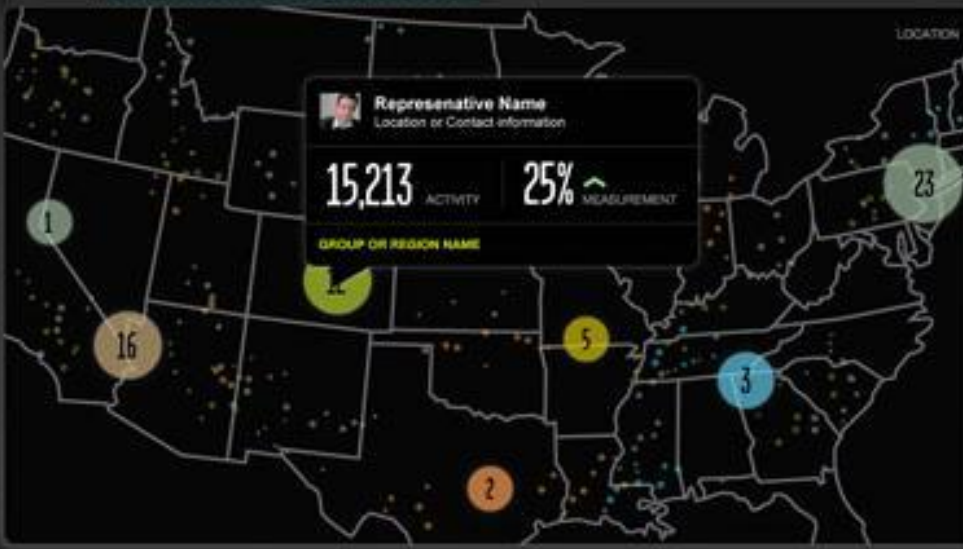 LOCATION
Represenative Name
Location or Contact information
15,213 ACTIVITY
25% MEASUREMENT
GROUP OR REGION NAME
23
1
16
5
3
2